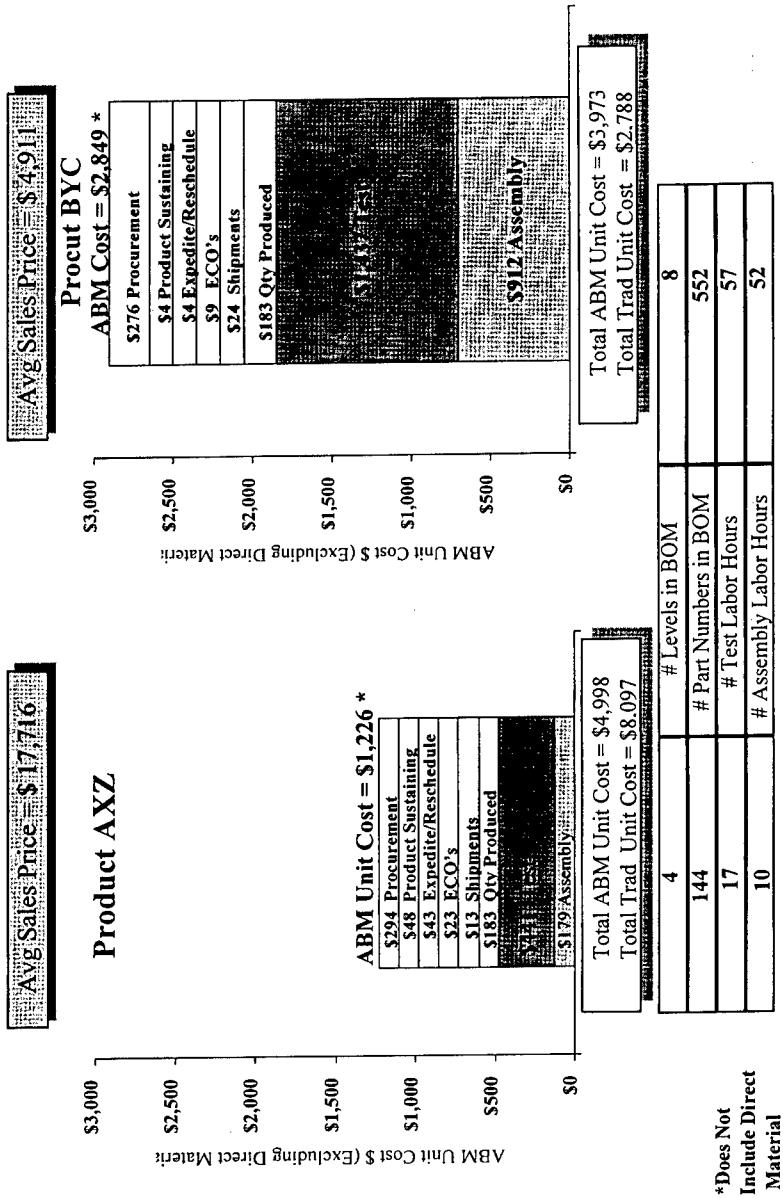 Avg Sales Price = $ 17,716
Product AXZ
$3,000
$2,500
$2,000
$1,500
$1,000
$500
$0
ABM Unit Cost $ (Excluding Direct Materi
ABM Unit Cost = $1,226 *
$294 Procurement
$48 Product Sustaining
$43 Expedite/Reschedule
$23 ECO's
$13 Shipments
$183 Qty Produced
Test
$179 Assembly
Total ABM Unit Cost = $4,998
Total Trad Unit Cost = $8.097
Avg Sales Price = $ 4,911
Procut BYC
ABM Cost = $2,849 *
$3,000
$2,500
$2,000
$1,500
$1,000
$500
$0
ABM Unit Cost $ (Excluding Direct Materi
$276 Procurement
$4 Product Sustaining
$4 Expedite/Reschedule
$9 ECO's
$24 Shipments
$183 Qty Produced
Test
$912 Assembly
Total ABM Unit Cost = $3,973
Total Trad Unit Cost = $2.788
4 # Levels in BOM 8
144 # Part Numbers in BOM 552
17 # Test Labor Hours 57
10 # Assembly Labor Hours 52
*Does Not
Include Direct
Material